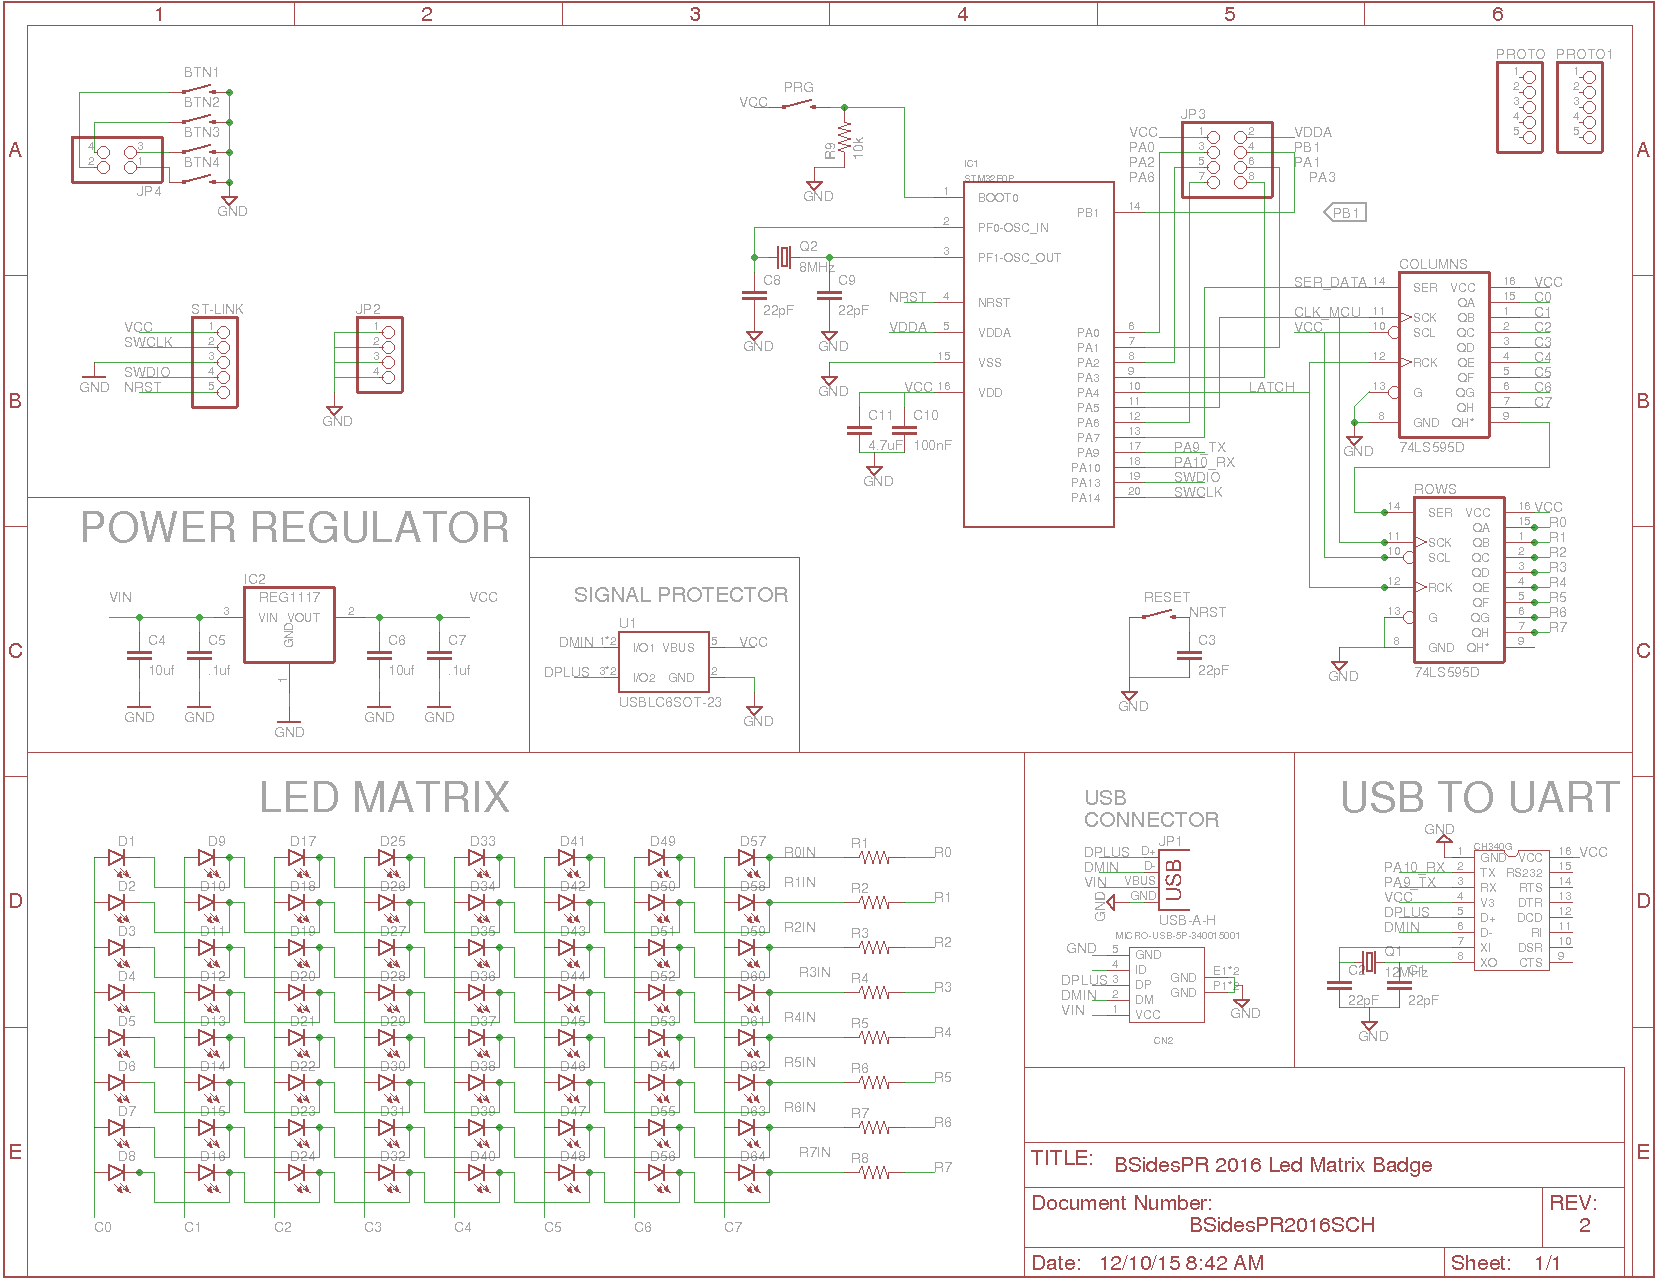 1 2 3 4 5 6
A
B
C
D
E
A
B
C
D
E
BTN1
BTN2
BTN3
BTN4
4 3
2 1
JP4
GND
PRG
VCC
R9
10k
GND
Q2
8MHz
C8
22pF
GND
C9
22pF
GND
NRST
VDDA
GND
VCC
C11
4.7uF
C10
100nF
GND
IC1
STM32F0P
1 BOOT0
2 PF0-OSC_IN
3 PF1-OSC_OUT
4 NRST
5 VDDA
15 VSS
16 VDD
PB1 14
PA0 6
PA1 7
PA2 8
PA3 9
PA4 10
PA5 11
PA6 12
PA7 13
PA9 17 PA9_TX
PA10 18 PA10_RX
PA13 19 SWDIO
PA14 20 SWCLK
JP3
VCC 1 2 VDDA
PA0 3 4 PB1
PA2 5 6 PA1
PA6 7 8 PA3
PB1
PROTO
1
2
3
4
5
PROTO1
1
2
3
4
5
ST-LINK
VCC 1
SWCLK 2
3
SWDIO 4
NRST 5
GND
JP2
1
2
3
4
GND
COLUMNS
SER_DATA 14 SER VCC 16 VCC
QA 15 C0
CLK_MCU 11 SCK QB 1 C1
VCC 10 SCL QC 2 C2
QD 3 C3
12 RCK QE 4 C4
QF 5 C5
LATCH 13 G QG 6 C6
QH 7 C7
8 GND QH* 9
GND
74LS595D
ROWS
14 SER VCC 16 VCC
QA 15 R0
11 SCK QB 1 R1
10 SCL QC 2 R2
QD 3 R3
12 RCK QE 4 R4
QF 5 R5
13 G QG 6 R6
QH 7 R7
8 GND QH* 9
GND
74LS595D
RESET
NRST
C3
22pF
GND
POWER REGULATOR
IC2
REG1117
VIN
VCC
3 VIN VOUT 2
GND
1
C4
10uf
C5
.1uf
C6
10uf
C7
.1uf
GND GND GND GND GND
SIGNAL PROTECTOR
U1
DMIN 1*2 I/O1 VBUS 5 VCC
DPLUS 3*2 I/O2 GND 2
USBLC6SOT-23
GND
LED MATRIX
D1 D9 D17 D25 D33 D41 D49 D57 R0IN R1 R0
D2 D10 D18 D26 D34 D42 D50 D58 R1IN R2 R1
D3 D11 D19 D27 D35 D43 D51 D59 R2IN R3 R2
D4 D12 D20 D28 D36 D44 D52 D60 R3IN R4 R3
D5 D13 D21 D29 D37 D45 D53 D61 R4IN R5 R4
D6 D14 D22 D30 D38 D46 D54 D62 R5IN R6 R5
D7 D15 D23 D31 D39 D47 D55 D63 R6IN R7 R6
D8 D16 D24 D32 D40 D48 D56 D64 R7IN R8 R7
C0 C1 C2 C3 C4 C5 C6 C7
USB
CONNECTOR
JP1
DPLUS D+
DMIN D-
VIN VBUS
GND GND
USB
USB-A-H
MICRO-USB-5P-340015001
GND 5 GND
4 ID
DPLUS 3 DP GND E1*2
DMIN 2 DM GND P1*2
VIN 1 VCC
GND
CN2
USB TO UART
GND
CH340G
1 GND VCC 16 VCC
PA10_RX 2 TX RS232 15
PA9_TX 3 RX RTS 14
VCC 4 V3 DTR 13
DPLUS 5 D+ DCD 12
DMIN 6 D- RI 11
7 XI DSR 10
8 XO CTS 9
Q1
12MHz
C2
22pF
C1
22pF
GND
TITLE: BSidesPR 2016 Led Matrix Badge
Document Number:
BSidesPR2016SCH
REV:
2
Date: 12/10/15 8:42 AM
Sheet: 1/1